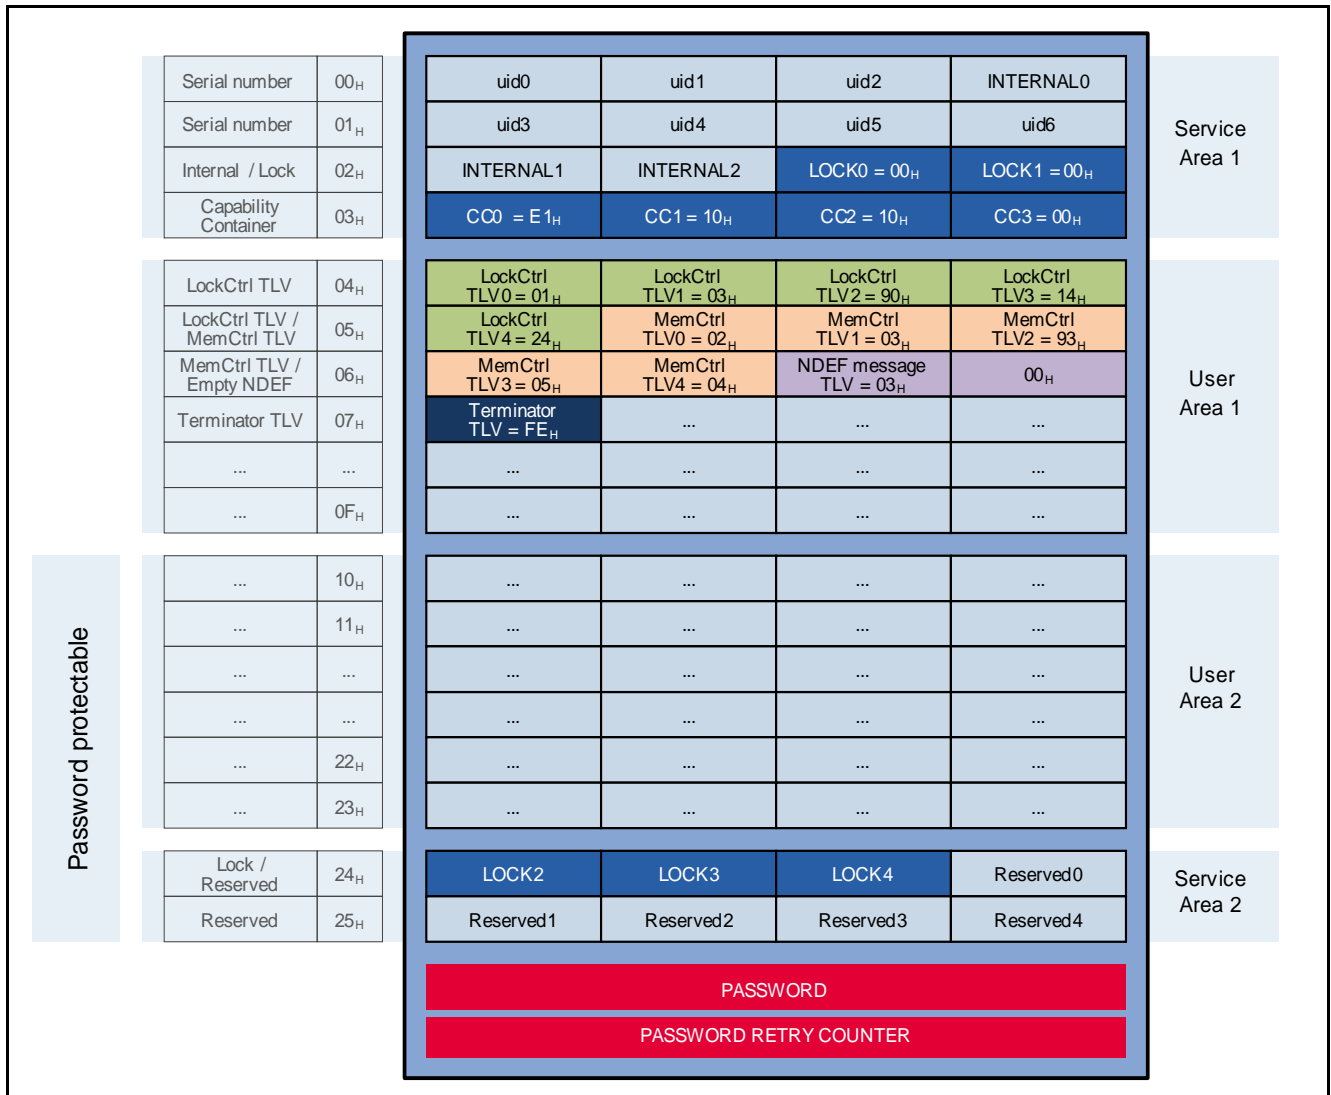 Serial number 00H uid0 uid1 uid2 INTERNAL0
Serial number 01H uid3 uid4 uid5 uid6
Service
Area 1
Internal / Lock 02H INTERNAL1 INTERNAL2 LOCK0 = 00H LOCK1 = 00H
Capability
Container 03H CC0 = E1H CC1 = 10H CC2 = 10H CC3 = 00H
LockCtrl TLV 04H
LockCtrl
TLV0 = 01H
LockCtrl
TLV1 = 03H
LockCtrl
TLV2 = 90H
LockCtrl
TLV3 = 14H
LockCtrl TLV /
MemCtrl TLV
05H
LockCtrl
TLV4 = 24H
MemCtrl
TLV0 = 02H
MemCtrl
TLV1 = 03H
MemCtrl
TLV2 = 93H
MemCtrl TLV /
Empty NDEF
06H
MemCtrl
TLV3 = 05H
MemCtrl
TLV4 = 04H
NDEF message
TLV = 03H
00H
User
Area 1
Terminator TLV 07H
Terminator
TLV = FEH
... ... ...
... ... ... ... ... ...
... 0FH ... ... ... ...
Password protectable
... 10H ... ... ... ...
... 11H ... ... ... ...
... ... ... ... ... ...
User
Area 2
... ... ... ... ... ...
... 22H ... ... ... ...
... 23H ... ... ... ...
Lock /
Reserved
24H LOCK2 LOCK3 LOCK4 Reserved0
Service
Area 2
Reserved 25H Reserved1 Reserved2 Reserved3 Reserved4
PASSWORD
PASSWORD RETRY COUNTER